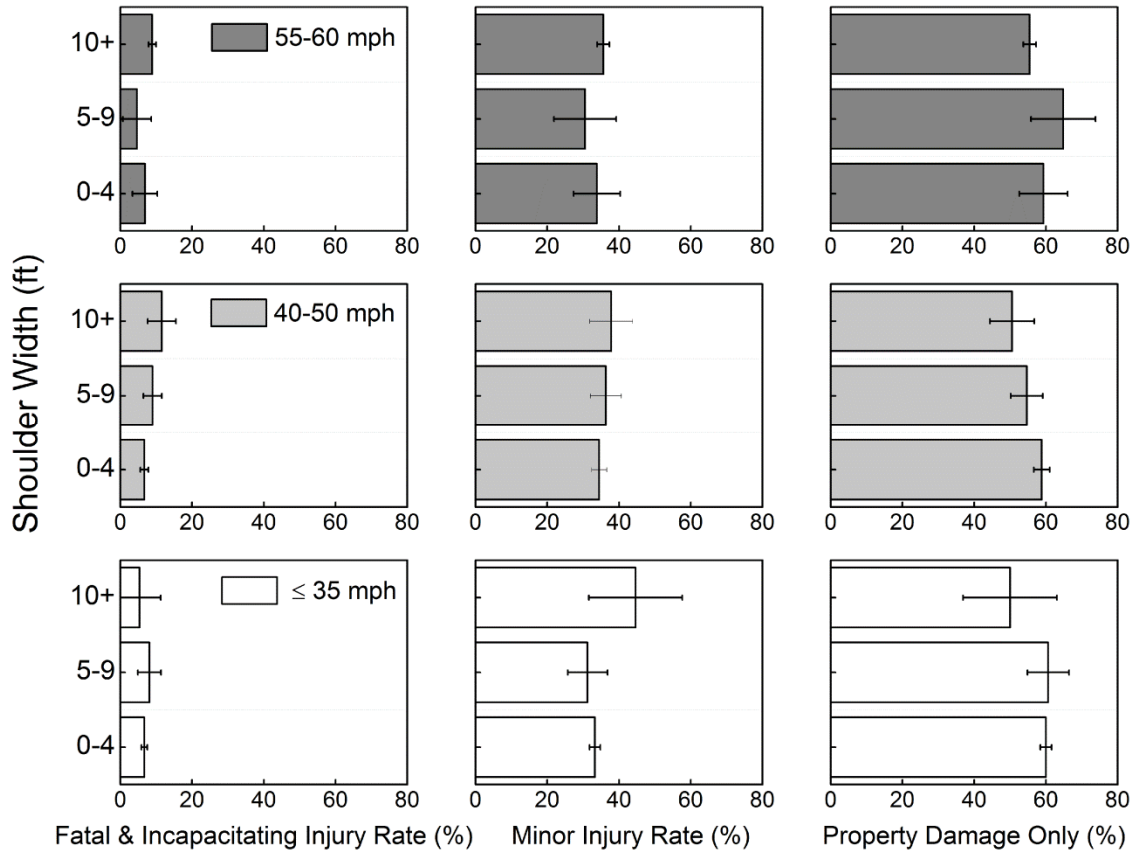 Shoulder Width (ft)
10+
5-9
0-4
55-60 mph
0 20 40 60 80
0 20 40 60 80
0 20 40 60 80
10+
5-9
0-4
40-50 mph
0 20 40 60 80
0 20 40 60 80
0 20 40 60 80
10+
5-9
0-4
≤ 35 mph
0 20 40 60 80
0 20 40 60 80
0 20 40 60 80
Fatal & Incapacitating Injury Rate (%)
Minor Injury Rate (%)
Property Damage Only (%)